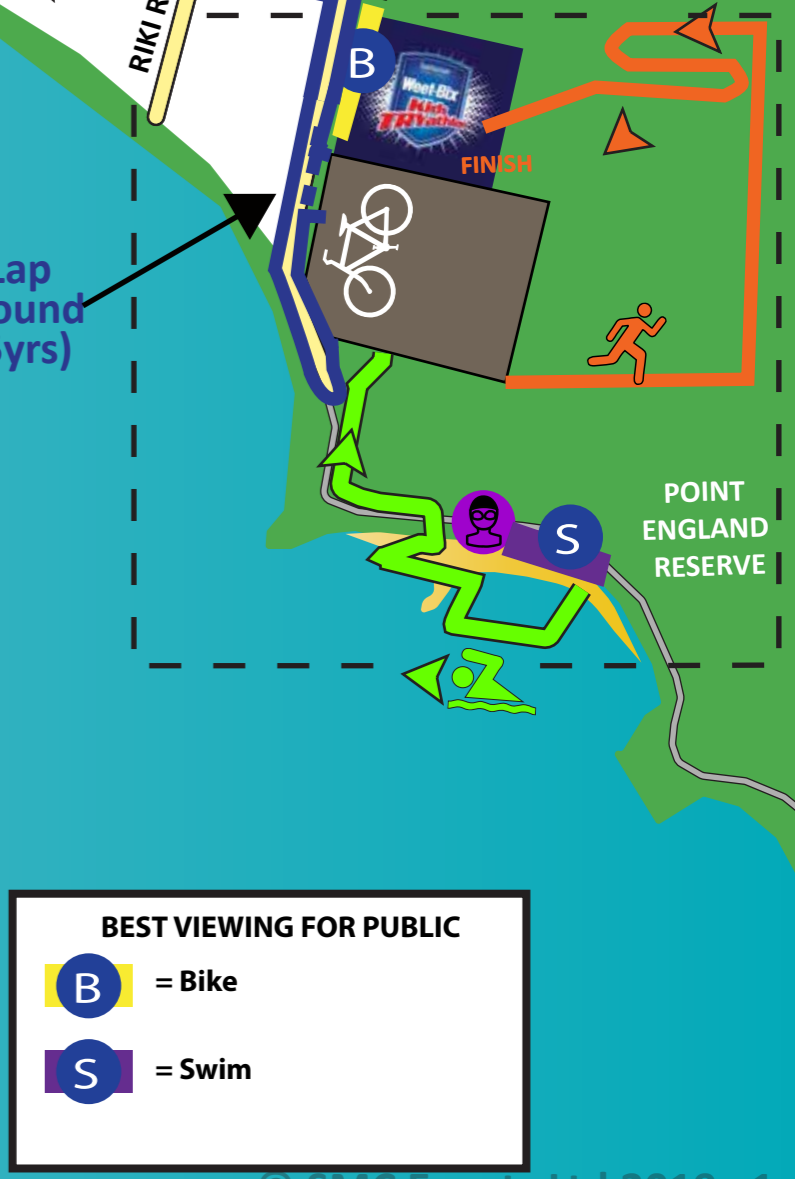 RIKI R
B
Weet-Bix
Kids
TRYathlon
FINISH
Lap
ound
yrs)
POINT
ENGLAND
RESERVE
S
BEST VIEWING FOR PUBLIC
B = Bike
S = Swim